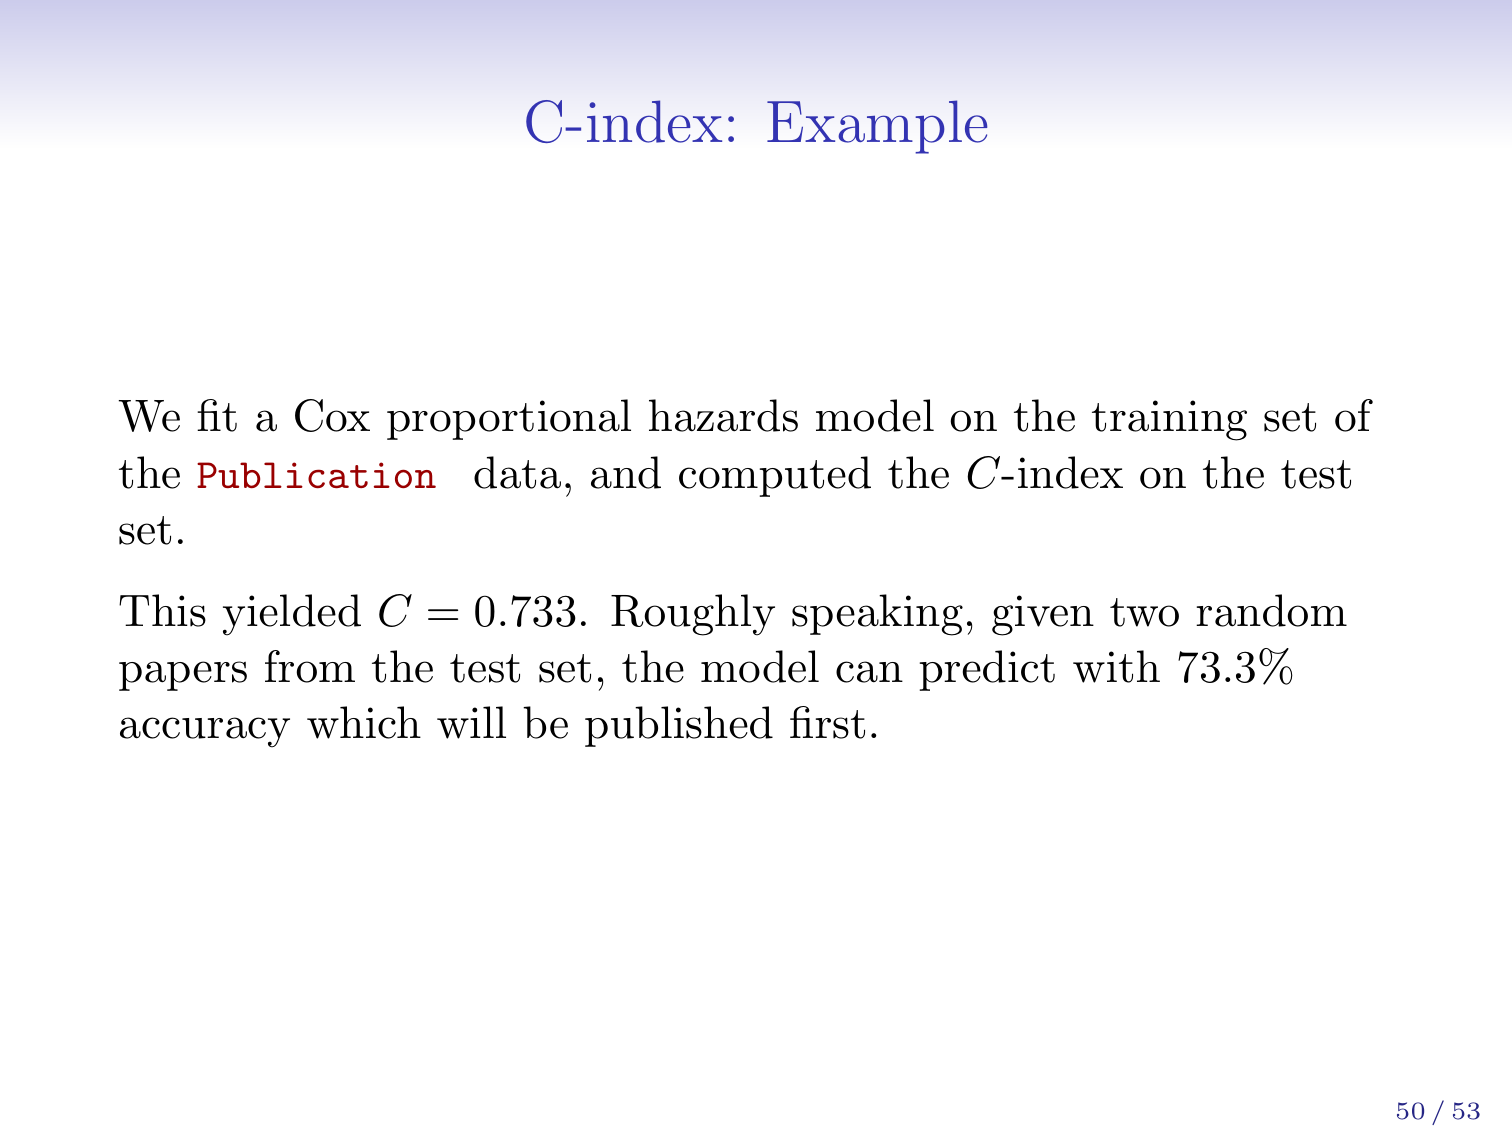 C-index: Example
We fit a Cox proportional hazards model on the training set of
the Publication data, and computed the C-index on the test
set.
This yielded C = 0.733. Roughly speaking, given two random
papers from the test set, the model can predict with 73.3%
accuracy which will be published first.
50 / 53